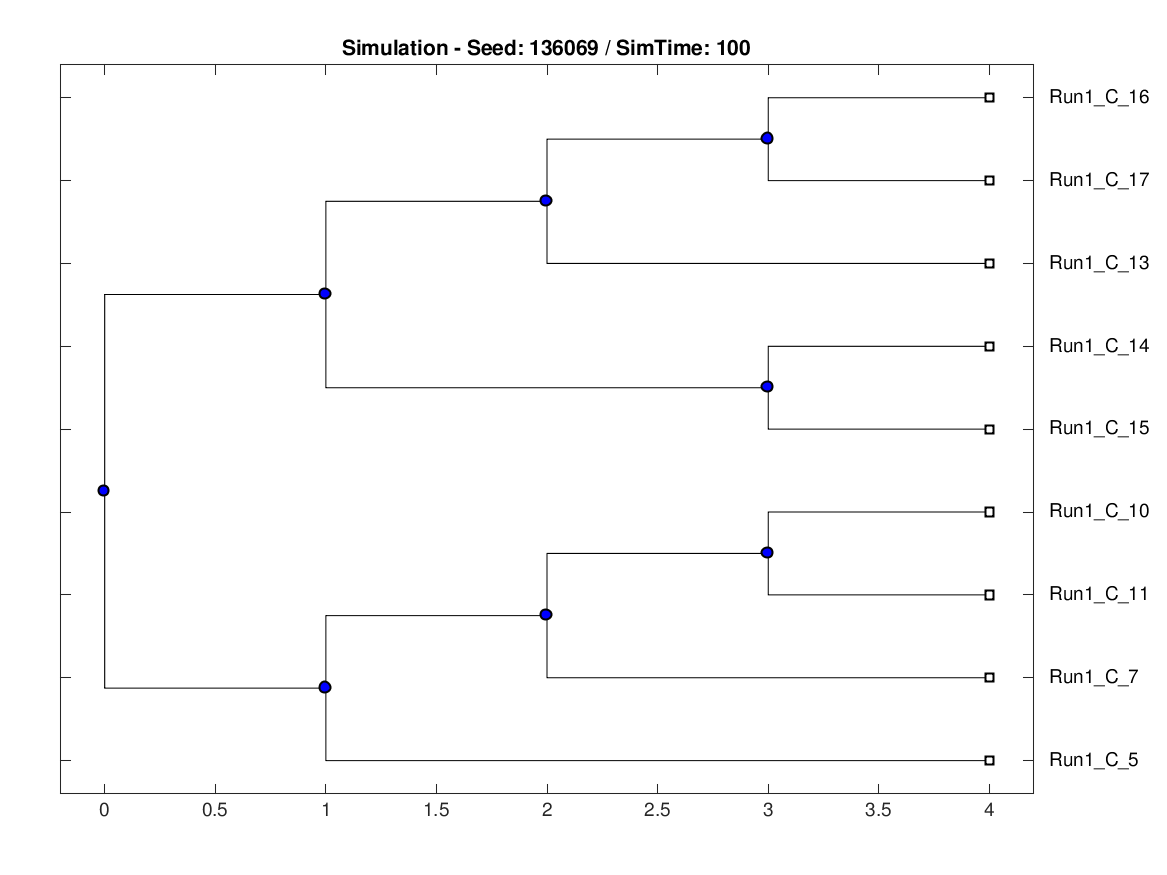 Simulation - Seed: 136069 / SimTime: 100
Run1_C_16
Run1_C_17
Run1_C_13
Run1_C_14
Run1_C_15
Run1_C_10
Run1_C_11
Run1_C_7
Run1_C_5
0 0.5 1 1.5 2 2.5 3 3.5 4